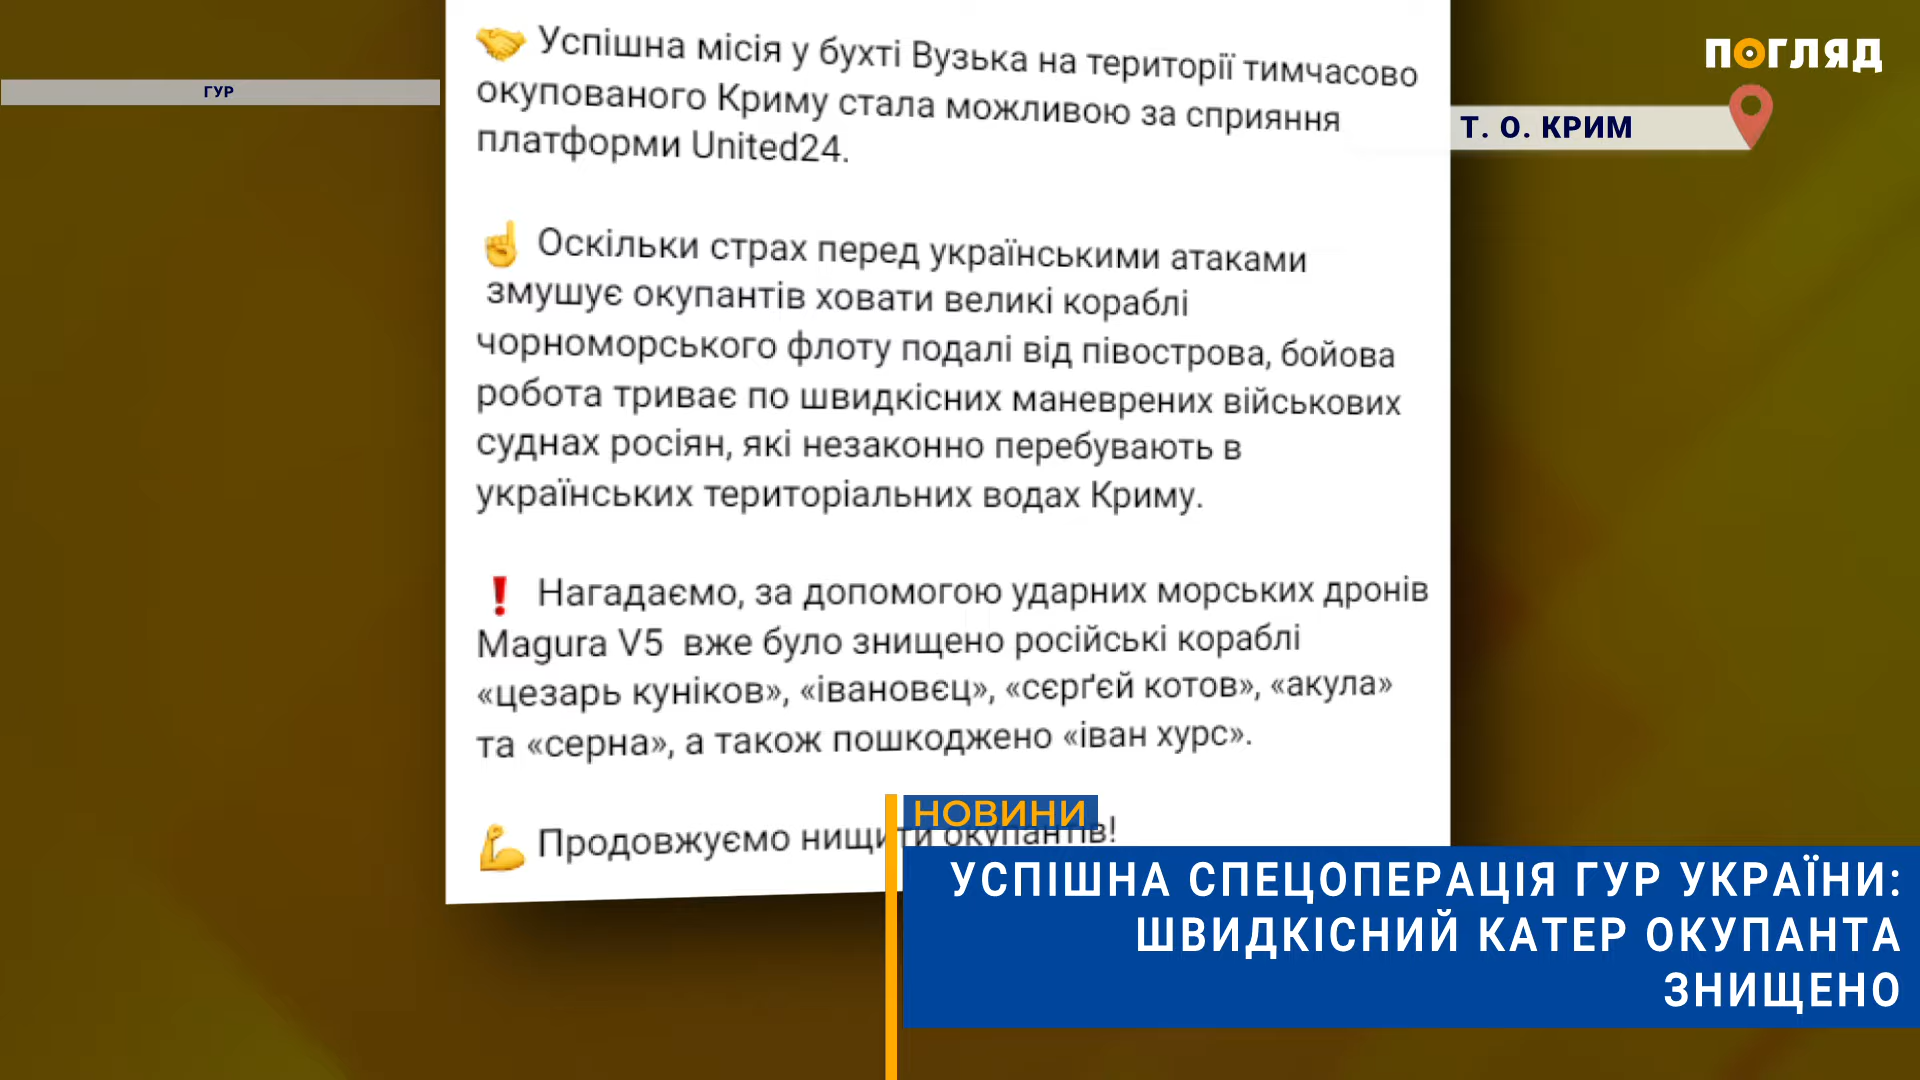 ПОГЛЯД
ГУР
Т. О. КРИМ
Успішна місія у бухті Вузька на території тимчасово
окупованого Криму стала можливою за сприяння
платформи United24.
Оскільки страх перед українськими атаками
змушує окупантів ховати великі кораблі
чорноморського флоту подалі від півострова, бойова
робота триває по швидкісних маневрених військових
суднах росіян, які незаконно перебувають в
українських територіальних водах Криму.
Нагадаємо, за допомогою ударних морських дронів
Magura V5 вже було знищено російські кораблі
«цезарь куніков», «івановєц», «сєрґєй котов», «акула»
та «серна», а також пошкоджено «іван хурс».
Продовжуємо нищити окупантів!
НОВИНИ
УСПІШНА СПЕЦОПЕРАЦІЯ ГУР УКРАЇНИ:
ШВИДКІСНИЙ КАТЕР ОКУПАНТА
ЗНИЩЕНО